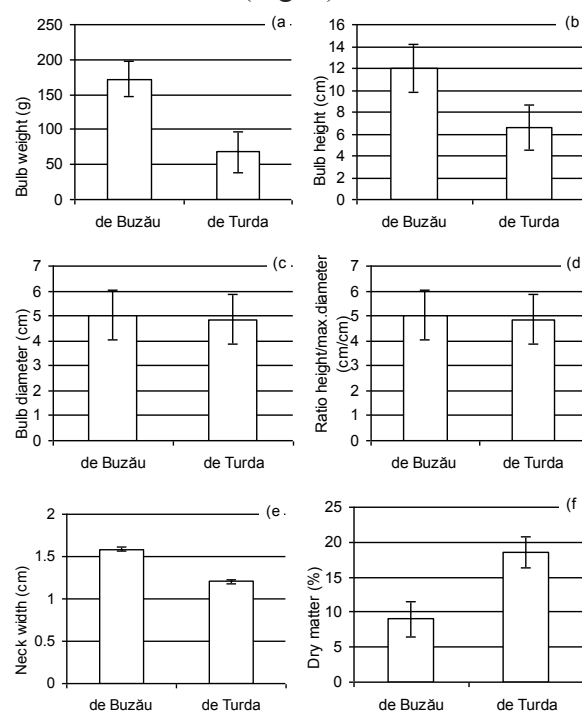 (a
Bulb weight (g)
250
200
150
100
50
0
de Buzău
de Turda
(b
Bulb height (cm)
16
14
12
10
8
6
4
2
0
de Buzău
de Turda
(c
Bulb diameter (cm)
7
6
5
4
3
2
1
0
de Buzău
de Turda
(d
Ratio height/max.diameter
(cm/cm)
7
6
5
4
3
2
1
0
de Buzău
de Turda
(e
Neck width (cm)
2
1.5
1
0.5
0
de Buzău
de Turda
(f
Dry matter (%)
25
20
15
10
5
0
de Buzău
de Turda